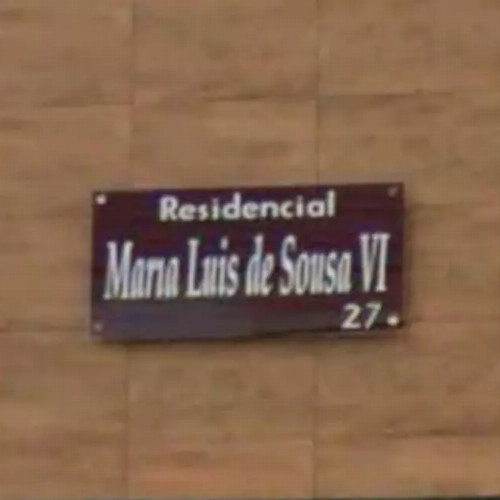 Residencial
Maria Luis de Sousa VI
27